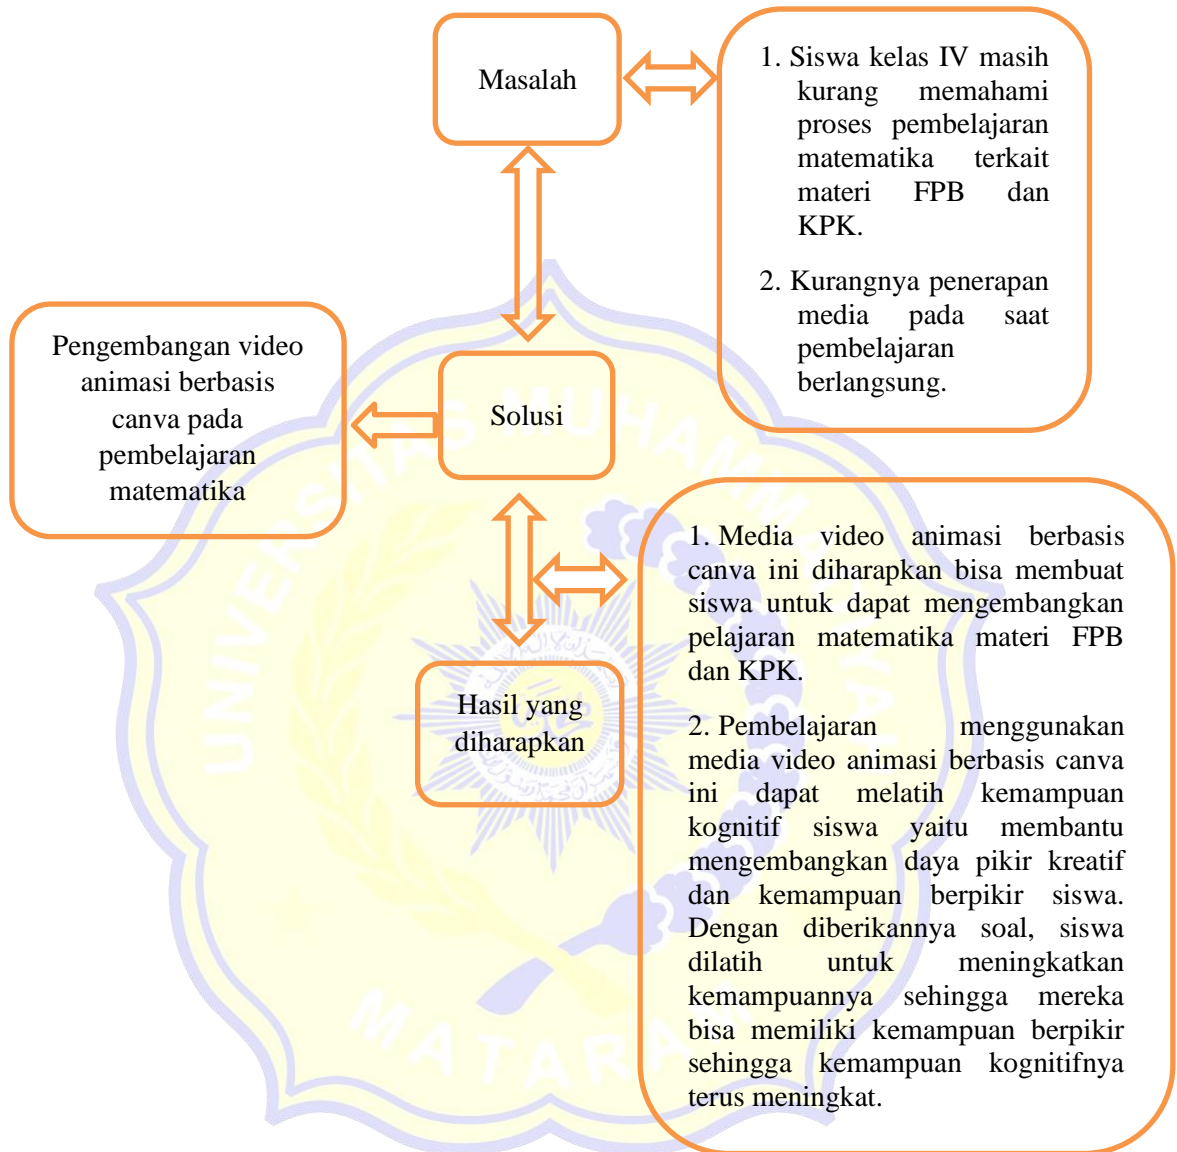 Masalah
1. Siswa kelas IV masih
kurang memahami
proses pembelajaran
matematika terkait
materi FPB dan
KPK.
2. Kurangnya penerapan
media pada saat
pembelajaran
berlangsung.
Pengembangan video
animasi berbasis
canva pada
pembelajaran
matematika
Solusi
1. Media video animasi berbasis
canva ini diharapkan bisa membuat
siswa untuk dapat mengembangkan
pelajaran matematika materi FPB
dan KPK.
2. Pembelajaran menggunakan
media video animasi berbasis canva
ini dapat melatih kemampuan
kognitif siswa yaitu membantu
mengembangkan daya pikir kreatif
dan kemampuan berpikir siswa.
Dengan diberikannya soal, siswa
dilatih untuk meningkatkan
kemampuannya sehingga mereka
bisa memiliki kemampuan berpikir
sehingga kemampuan kognitifnya
terus meningkat.
Hasil yang
diharapkan
UNIVERSITAS MUHAMMADIYAH
MATARAM